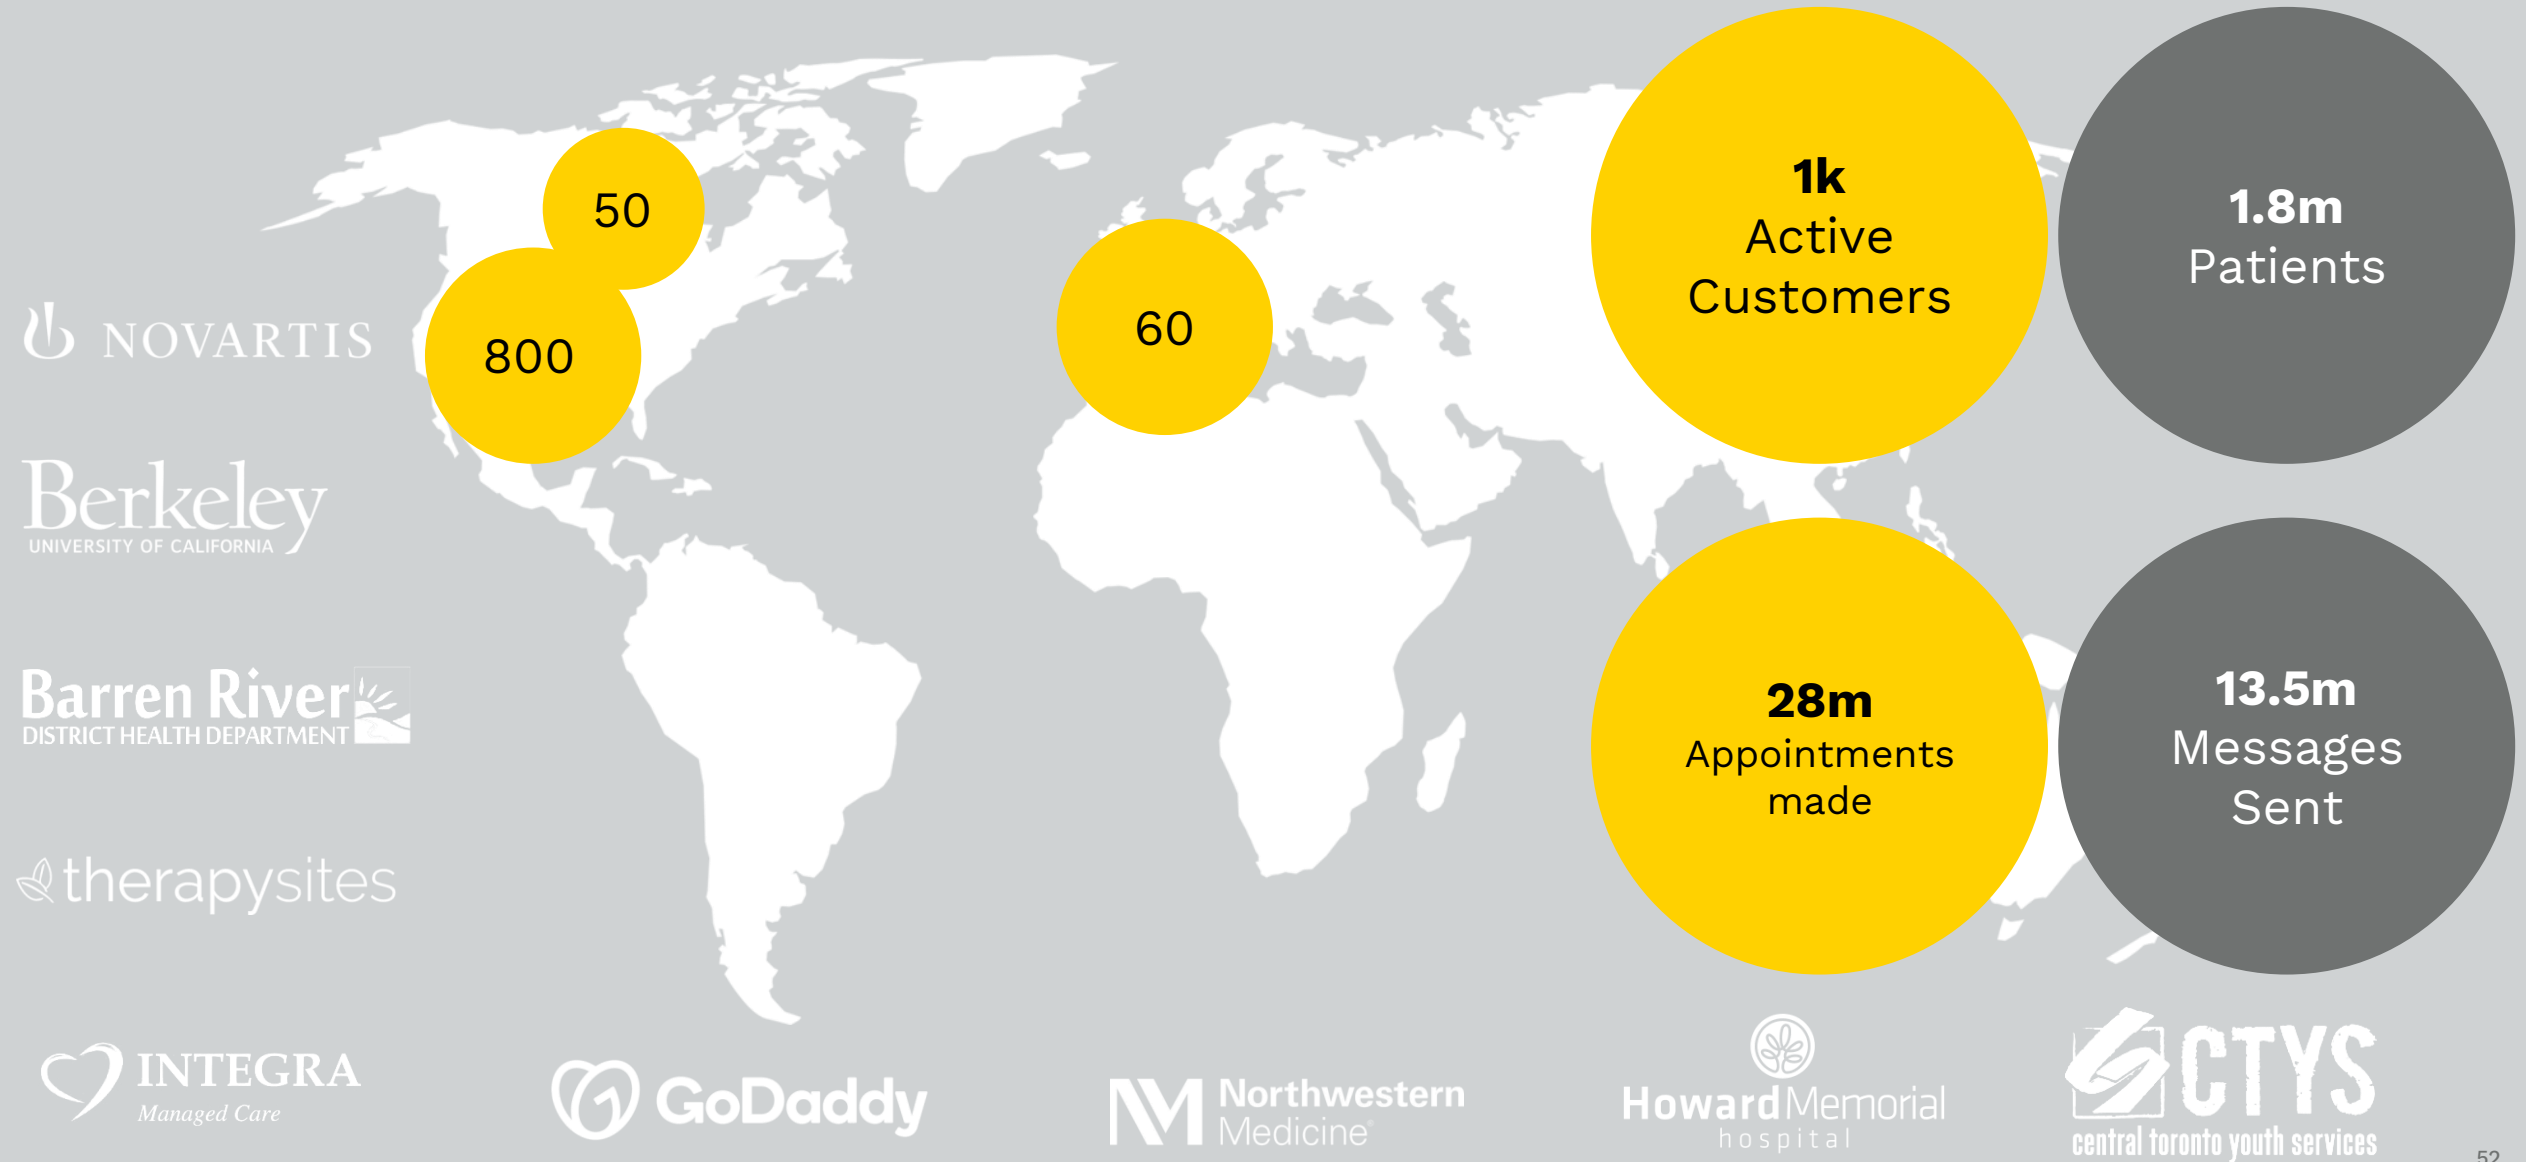 50
800
60
1k
Active
Customers
1.8m
Patients
28m
Appointments
made
13.5m
Messages
Sent
NOVARTIS
Berkeley
UNIVERSITY OF CALIFORNIA
Barren River
DISTRICT HEALTH DEPARTMENT
therapysites
INTEGRA
Managed Care
GoDaddy
Northwestern
Medicine®
Howard Memorial
hospital
CTYS
central toronto youth services
52